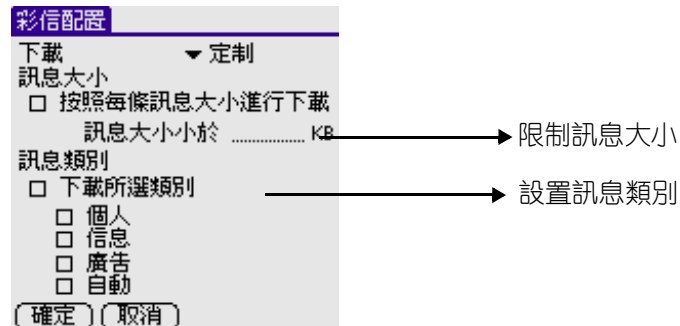 彩信配置
下載 定制
訊息大小
按照每條訊息大小進行下載
訊息大小小於 ............... KB
限制訊息大小
訊息類別
下載所選類別
設置訊息類別
個人
信息
廣告
自動
確定 取消